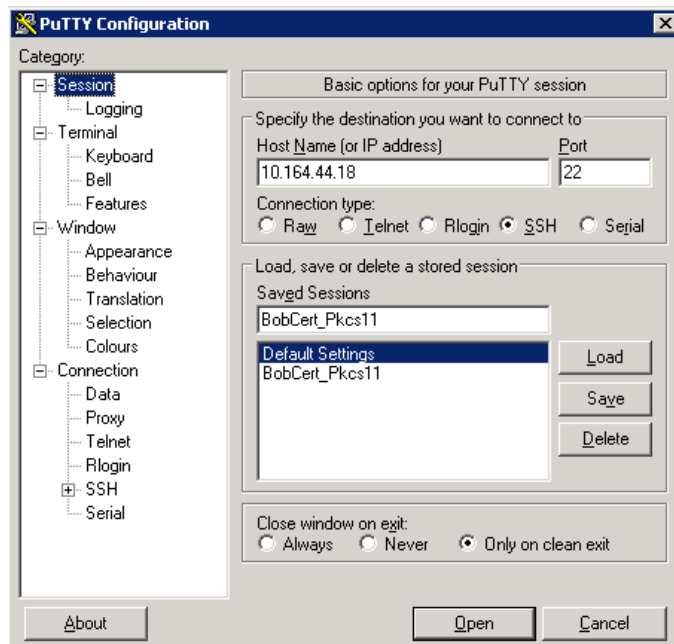 PuTTY Configuration
Category:
Session
Logging
Terminal
Keyboard
Bell
Features
Window
Appearance
Behaviour
Translation
Selection
Colours
Connection
Data
Proxy
Telnet
Rlogin
SSH
Serial
Basic options for your PuTTY session
Specify the destination you want to connect to
Host Name (or IP address) Port
10.164.44.18 22
Connection type:
Raw Telnet Rlogin SSH Serial
Load, save or delete a stored session
Saved Sessions
BobCert_Pkcs11
Default Settings
BobCert_Pkcs11
Load
Save
Delete
Close window on exit:
Always Never Only on clean exit
About Open Cancel